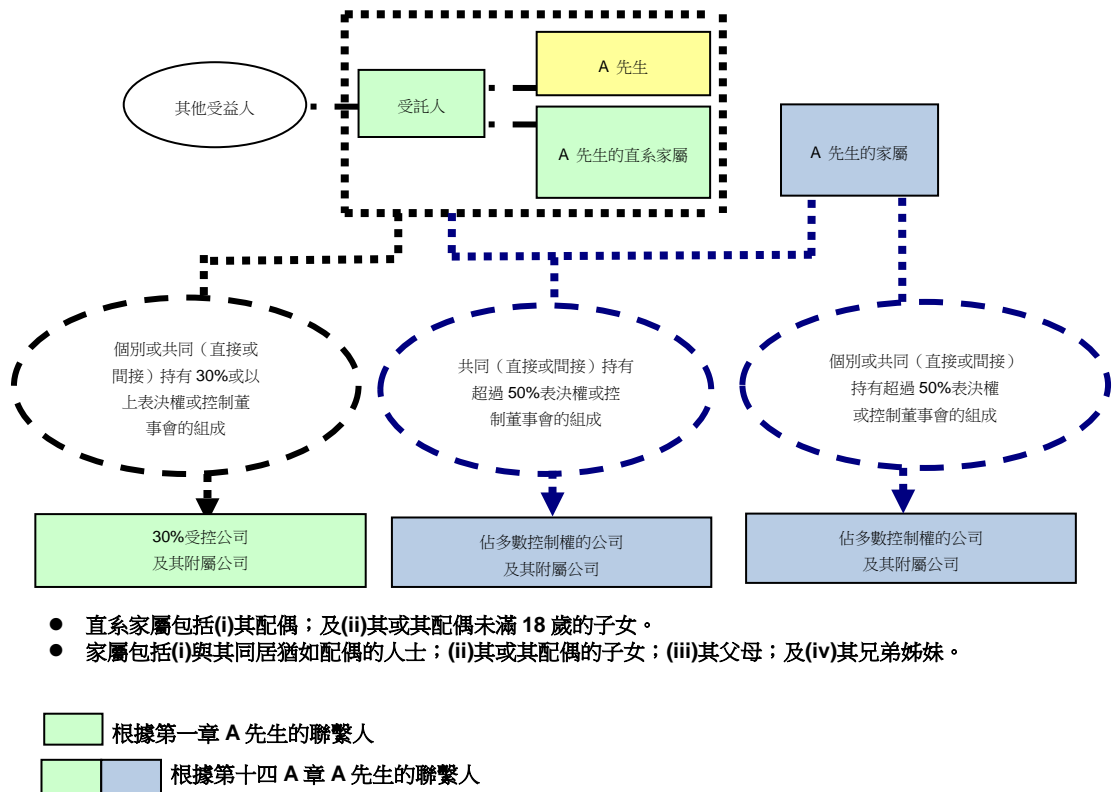 A 先生
其他受益人
受託人
A 先生的直系家屬
A 先生的家屬
個別或共同（直接或
間接）持有 30%或以
上表決權或控制董
事會的組成
共同（直接或間接）持有
超過 50%表決權或控
制董事會的組成
個別或共同（直接或間接）
持有超過 50%表決權
或控制董事會的組成
30%受控公司
及其附屬公司
佔多數控制權的公司
及其附屬公司
佔多數控制權的公司
及其附屬公司
● 直系家屬包括(i)其配偶；及(ii)其或其配偶未滿 18 歲的子女。
● 家屬包括(i)與其同居猶如配偶的人士；(ii)其或其配偶的子女；(iii)其父母；及(iv)其兄弟姊妹。
根據第一章 A 先生的聯繫人
根據第十四 A 章 A 先生的聯繫人